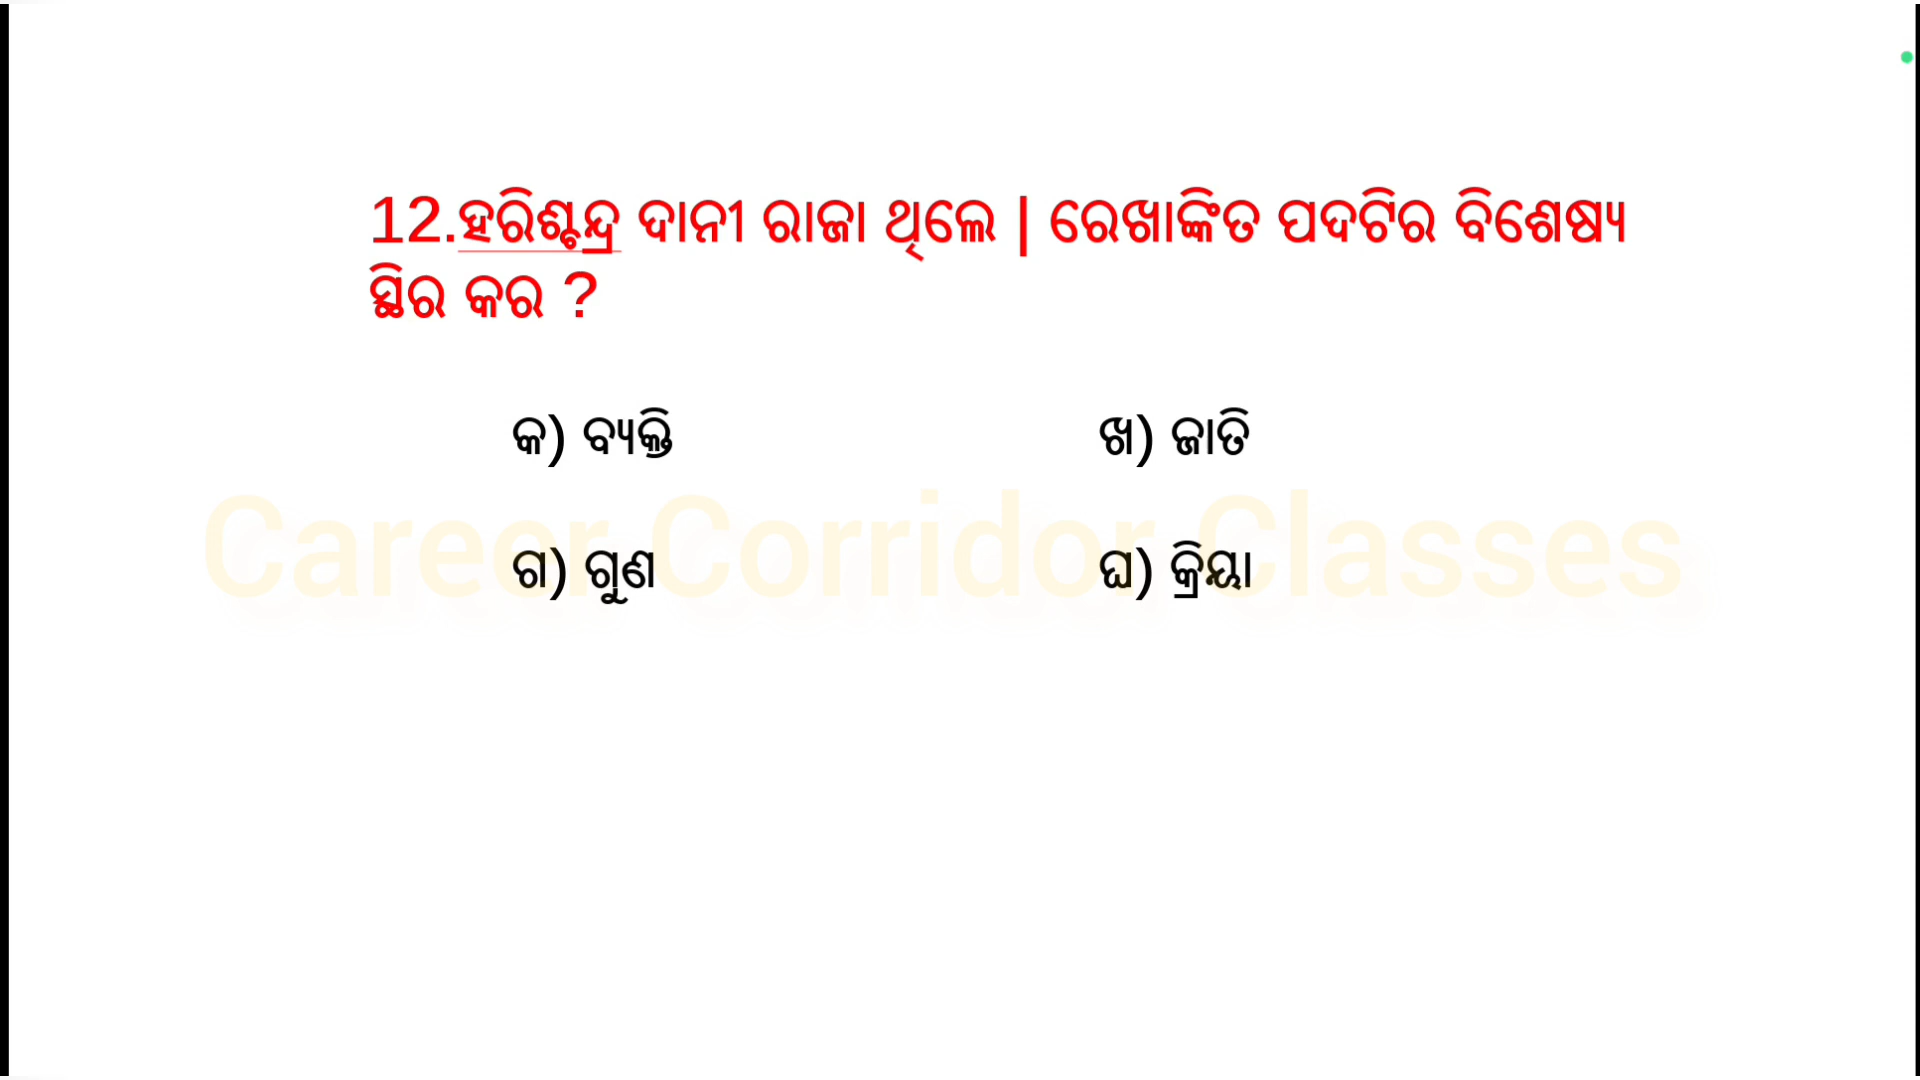 12.ହରିଶ୍ଚନ୍ଦ୍ର ଦାନୀ ରାଜା ଥିଲେ | ରେଖାଙ୍କିତ ପଦଟିର ବିଶେଷ୍ୟ
ସ୍ଥିର କର ?
କ) ବ୍ୟକ୍ତି ଖ) ଜାତି
Career Corridor Classes
ଗ) ଗୁଣ ଘ) କ୍ରିୟା